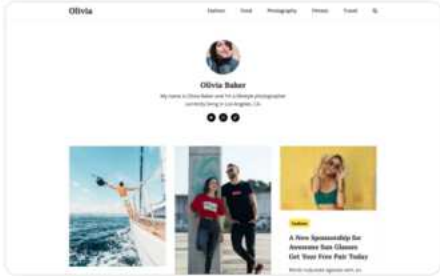 Olivia
Fashion Food Photography Fitness Travel
Olivia Baker
My name is Olivia Baker and I'm a lifestyle photographer
currently living in Los Angeles, CA.
Fashion
A New Sponsorship for
Awesome Sun Glasses
Get Your Free Pair Today